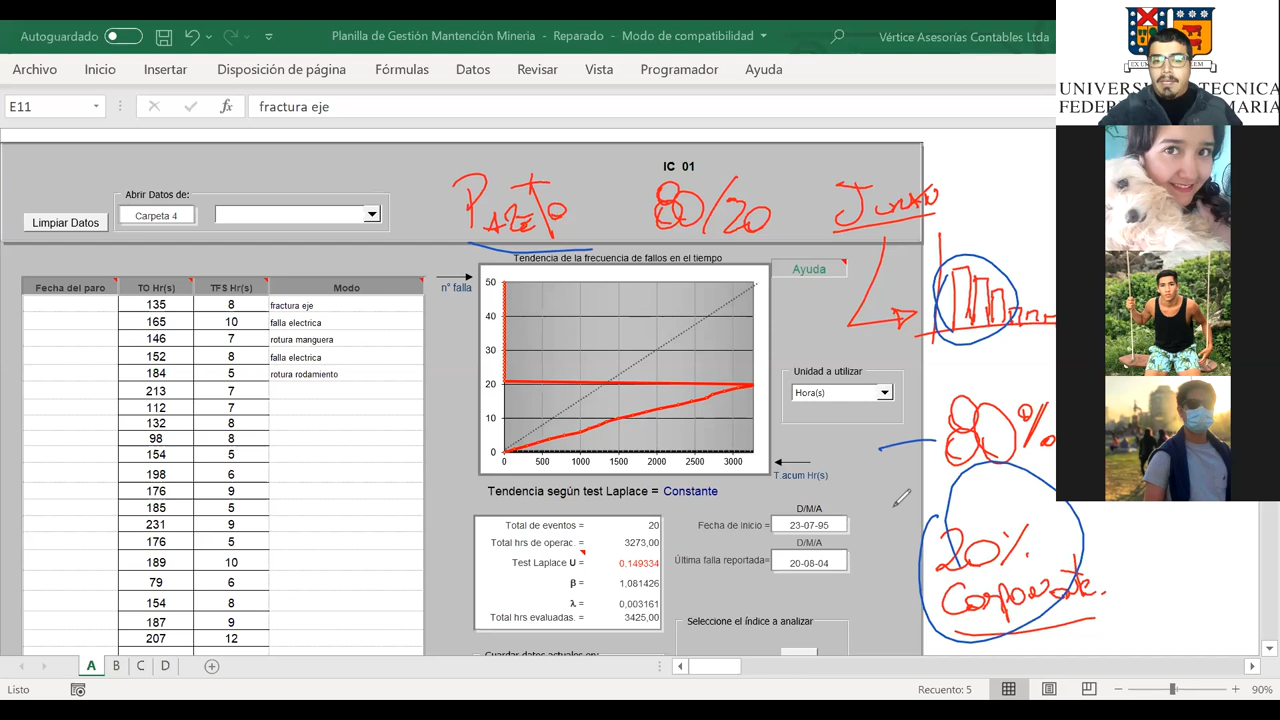 Autoguardado
Planilla de Gestión Mantención Mineria - Reparado - Modo de compatibilidad
Vértice Asesorías Contables Ltda
Archivo Inicio Insertar Disposición de página Fórmulas Datos Revisar Vista Programador Ayuda
E11 fx fractura eje
IC 01
Abrir Datos de:
Limpiar Datos
Carpeta 4
PARETO 80/20 JURAN
Tendencia de la frecuencia de fallos en el tiempo
Ayuda
Fecha del paro TO Hr(s) TFS Hr(s) Modo
135 8 fractura eje
165 10 falla electrica
146 7 rotura manguera
152 8 falla electrica
184 5 rotura rodamiento
213 7
112 7
132 8
98 8
154 5
198 6
176 9
185 5
231 9
176 5
189 10
79 6
154 8
187 9
207 12
n° falla
50
40
30
20
10
0
0 500 1000 1500 2000 2500 3000
T.acum Hr(s)
Unidad a utilizar
Hora(s)
80%
20%
Componente.
Tendencia según test Laplace = Constante
Total de eventos = 20
Total hrs de operac. = 3273,00
Test Laplace U = 0.149334
β = 1,081426
λ = 0,003161
Total hrs evaluadas. = 3425,00
D/M/A
Fecha de Inicio = 23-07-95
D/M/A
Última falla reportada= 20-08-04
Seleccione el índice a analizar
Guardar datos actuales en:
A B C D
Listo
Recuento: 5
90%